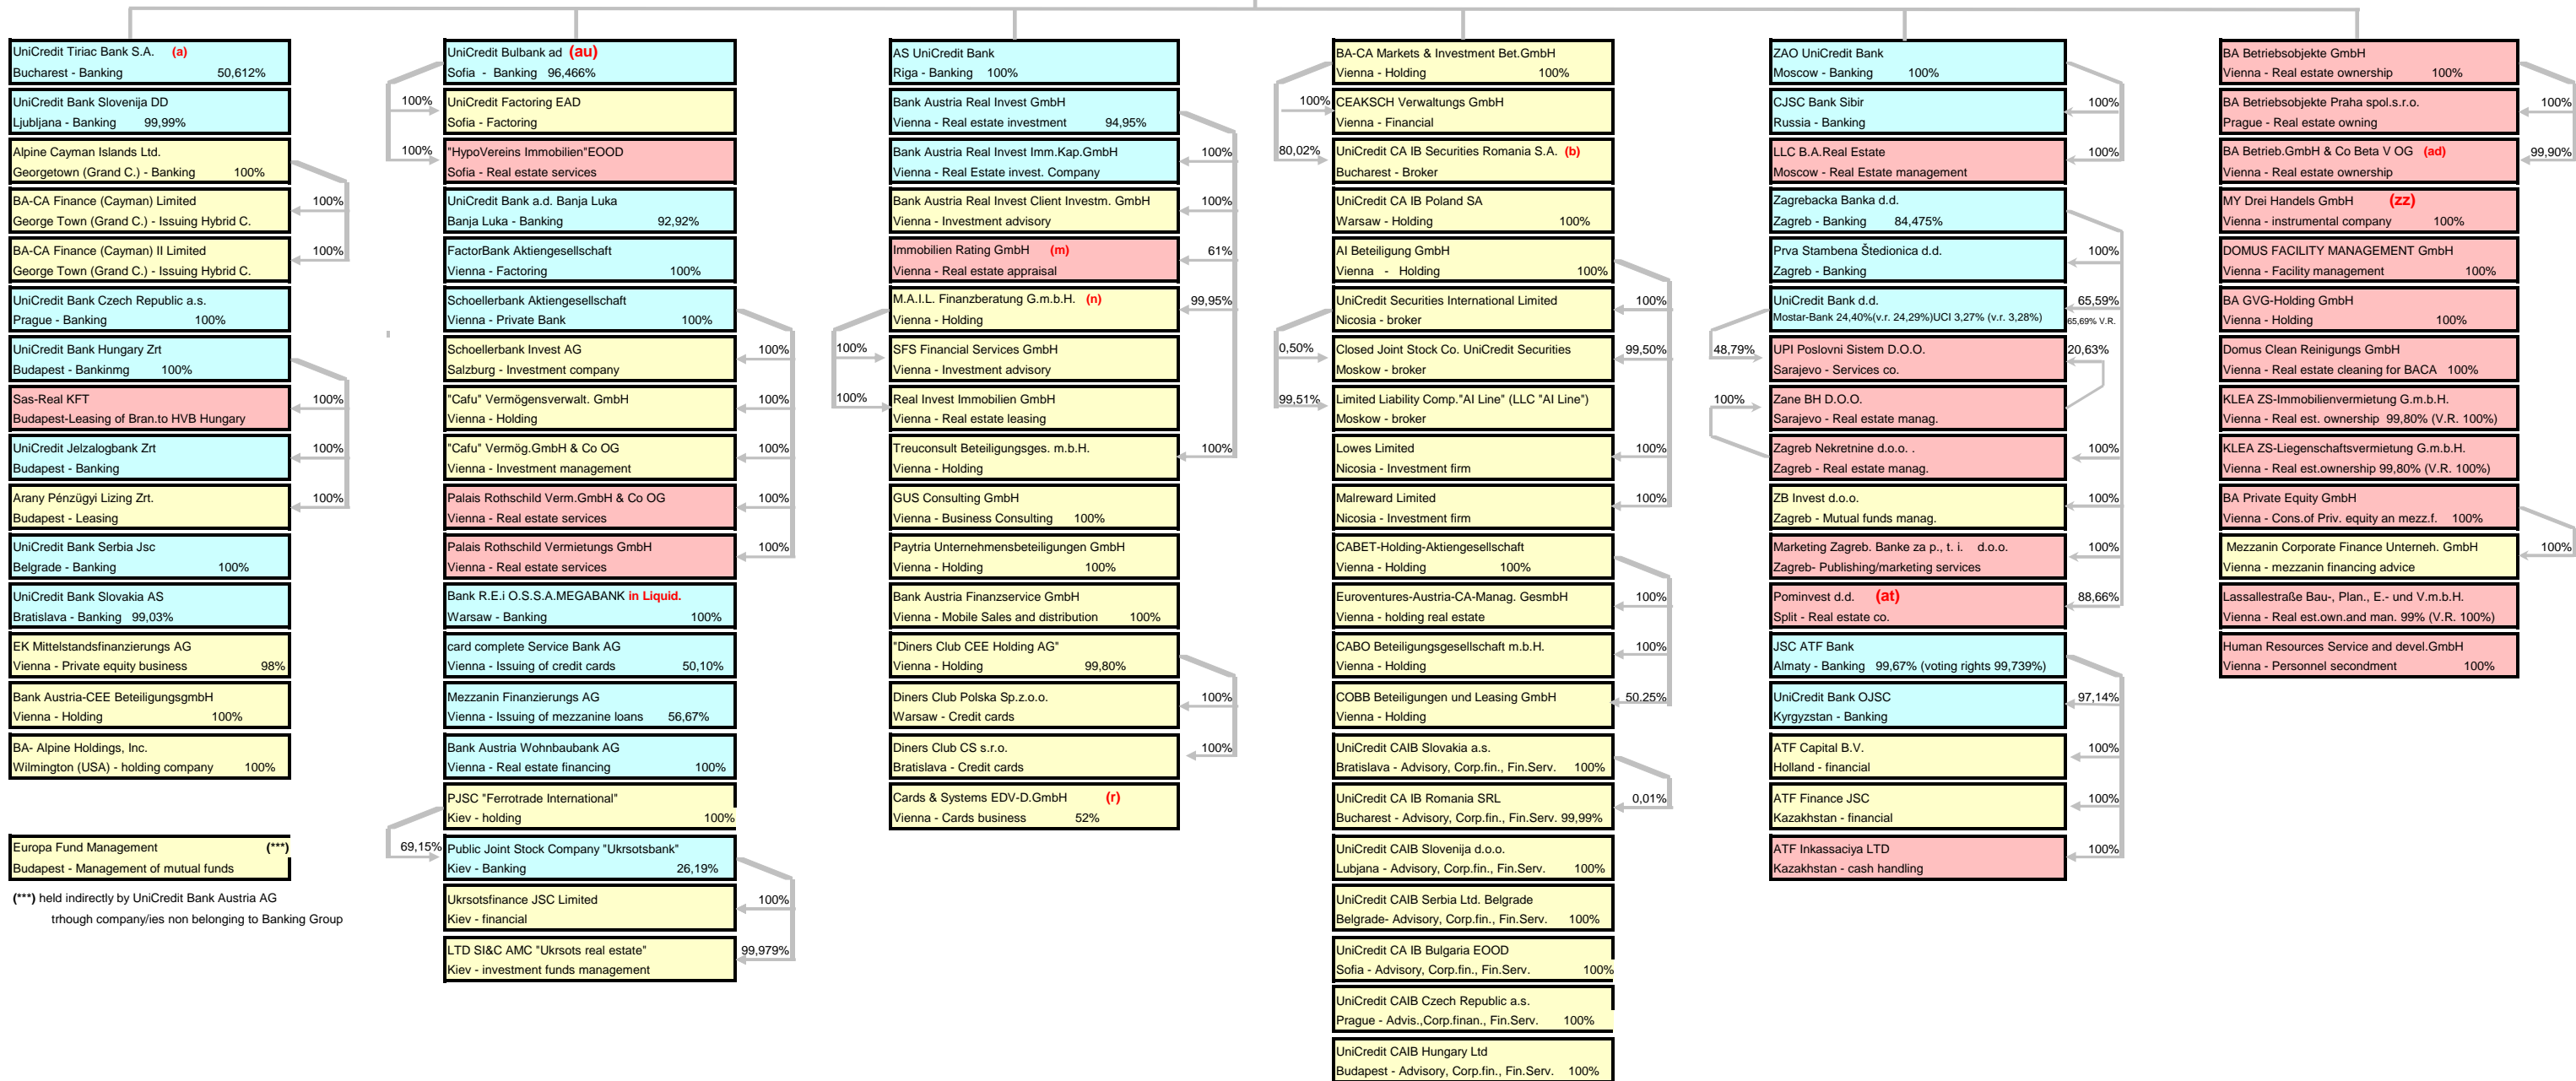 UniCredit Tiriac Bank S.A. (a)
Bucharest - Banking 50,612%
UniCredit Bank Slovenija DD
Ljubljana - Banking 99,99%
Alpine Cayman Islands Ltd.
Georgetown (Grand C.) - Banking 100%
BA-CA Finance (Cayman) Limited
George Town (Grand C.) - Issuing Hybrid C.
100%
BA-CA Finance (Cayman) II Limited
George Town (Grand C.) - Issuing Hybrid C.
100%
UniCredit Bank Czech Republic a.s.
Prague - Banking 100%
UniCredit Bank Hungary Zrt
Budapest - Bankinmg 100%
Sas-Real KFT
Budapest-Leasing of Bran.to HVB Hungary
100%
UniCredit Jelzalogbank Zrt
Budapest - Banking
100%
Arany Pénzügyi Lizing Zrt.
Budapest - Leasing
100%
UniCredit Bank Serbia Jsc
Belgrade - Banking 100%
UniCredit Bank Slovakia AS
Bratislava - Banking 99,03%
EK Mittelstandsfinanzierungs AG
Vienna - Private equity business 98%
Bank Austria-CEE BeteiligungsgmbH
Vienna - Holding 100%
BA- Alpine Holdings, Inc.
Wilmington (USA) - holding company 100%
Europa Fund Management (***)
Budapest - Management of mutual funds
(***) held indirectly by UniCredit Bank Austria AG
trhough company/ies non belonging to Banking Group
UniCredit Bulbank ad (au)
Sofia - Banking 96,466%
100%
UniCredit Factoring EAD
Sofia - Factoring
100%
"HypoVereins Immobilien"EOOD
Sofia - Real estate services
UniCredit Bank a.d. Banja Luka
Banja Luka - Banking 92,92%
FactorBank Aktiengesellschaft
Vienna - Factoring 100%
Schoellerbank Aktiengesellschaft
Vienna - Private Bank 100%
Schoellerbank Invest AG
Salzburg - Investment company
100%
"Cafu" Vermögensverwalt. GmbH
Vienna - Holding
100%
"Cafu" Vermög.GmbH & Co OG
Vienna - Investment management
100%
Palais Rothschild Verm.GmbH & Co OG
Vienna - Real estate services
100%
Palais Rothschild Vermietungs GmbH
Vienna - Real estate services
100%
Bank R.E.i O.S.S.A.MEGABANK in Liquid.
Warsaw - Banking 100%
card complete Service Bank AG
Vienna - Issuing of credit cards 50,10%
Mezzanin Finanzierungs AG
Vienna - Issuing of mezzanine loans 56,67%
Bank Austria Wohnbaubank AG
Vienna - Real estate financing 100%
PJSC "Ferrotrade International"
Kiev - holding 100%
69,15%
Public Joint Stock Company "Ukrsotsbank"
Kiev - Banking 26,19%
Ukrsotsfinance JSC Limited
Kiev - financial
100%
LTD SI&C AMC "Ukrsots real estate"
Kiev - investment funds management
99,979%
AS UniCredit Bank
Riga - Banking 100%
Bank Austria Real Invest GmbH
Vienna - Real estate investment 94,95%
Bank Austria Real Invest Imm.Kap.GmbH
Vienna - Real Estate invest. Company
100%
Bank Austria Real Invest Client Investm. GmbH
Vienna - Investment advisory
100%
Immobilien Rating GmbH (m)
Vienna - Real estate appraisal
61%
M.A.I.L. Finanzberatung G.m.b.H. (n)
Vienna - Holding
99,95%
100%
SFS Financial Services GmbH
Vienna - Investment advisory
100%
Real Invest Immobilien GmbH
Vienna - Real estate leasing
Treuconsult Beteiligungsges. m.b.H.
Vienna - Holding
100%
GUS Consulting GmbH
Vienna - Business Consulting 100%
Paytria Unternehmensbeteiligungen GmbH
Vienna - Holding 100%
Bank Austria Finanzservice GmbH
Vienna - Mobile Sales and distribution 100%
"Diners Club CEE Holding AG"
Vienna - Holding 99,80%
Diners Club Polska Sp.z.o.o.
Warsaw - Credit cards
100%
Diners Club CS s.r.o.
Bratislava - Credit cards
100%
Cards & Systems EDV-D.GmbH (r)
Vienna - Cards business 52%
BA-CA Markets & Investment Bet.GmbH
Vienna - Holding 100%
100%
CEAKSCH Verwaltungs GmbH
Vienna - Financial
80,02%
UniCredit CA IB Securities Romania S.A. (b)
Bucharest - Broker
UniCredit CA IB Poland SA
Warsaw - Holding 100%
AI Beteiligung GmbH
Vienna - Holding 100%
UniCredit Securities International Limited
Nicosia - broker
100%
0,50%
Closed Joint Stock Co. UniCredit Securities
Moskow - broker
99,50%
99,51%
Limited Liability Comp."AI Line" (LLC "AI Line")
Moskow - broker
Lowes Limited
Nicosia - Investment firm
100%
Malreward Limited
Nicosia - Investment firm
100%
CABET-Holding-Aktiengesellschaft
Vienna - Holding 100%
Euroventures-Austria-CA-Manag. GesmbH
Vienna - holding real estate
100%
CABO Beteiligungsgesellschaft m.b.H.
Vienna - Holding
100%
COBB Beteiligungen und Leasing GmbH
Vienna - Holding
50.25%
UniCredit CAIB Slovakia a.s.
Bratislava - Advisory, Corp.fin., Fin.Serv. 100%
UniCredit CA IB Romania SRL
Bucharest - Advisory, Corp.fin., Fin.Serv. 99,99%
0,01%
UniCredit CAIB Slovenija d.o.o.
Lubjana - Advisory, Corp.fin., Fin.Serv. 100%
UniCredit CAIB Serbia Ltd. Belgrade
Belgrade- Advisory, Corp.fin., Fin.Serv. 100%
UniCredit CA IB Bulgaria EOOD
Sofia - Advisory, Corp.fin., Fin.Serv. 100%
UniCredit CAIB Czech Republic a.s.
Prague - Advis.,Corp.finan., Fin.Serv. 100%
UniCredit CAIB Hungary Ltd
Budapest - Advisory, Corp.fin., Fin.Serv. 100%
ZAO UniCredit Bank
Moscow - Banking 100%
CJSC Bank Sibir
Russia - Banking
100%
LLC B.A.Real Estate
Moscow - Real Estate management
100%
Zagrebacka Banka d.d.
Zagreb - Banking 84,475%
Prva Stambena Štedionica d.d.
Zagreb - Banking
100%
UniCredit Bank d.d.
Mostar-Bank 24,40%(v.r. 24,29%)UCI 3,27% (v.r. 3,28%)
65,59%
65,69% V.R.
48,79%
UPI Poslovni Sistem D.O.O.
Sarajevo - Services co.
20,63%
100%
Zane BH D.O.O.
Sarajevo - Real estate manag.
Zagreb Nekretnine d.o.o. .
Zagreb - Real estate manag.
100%
ZB Invest d.o.o.
Zagreb - Mutual funds manag.
100%
Marketing Zagreb. Banke za p., t. i. d.o.o.
Zagreb- Publishing/marketing services
100%
Pominvest d.d. (at)
Split - Real estate co.
88,66%
JSC ATF Bank
Almaty - Banking 99,67% (voting rights 99,739%)
UniCredit Bank OJSC
Kyrgyzstan - Banking
97,14%
ATF Capital B.V.
Holland - financial
100%
ATF Finance JSC
Kazakhstan - financial
100%
ATF Inkassaciya LTD
Kazakhstan - cash handling
100%
BA Betriebsobjekte GmbH
Vienna - Real estate ownership 100%
BA Betriebsobjekte Praha spol.s.r.o.
Prague - Real estate owning
100%
BA Betrieb.GmbH & Co Beta V OG (ad)
Vienna - Real estate ownership
99,90%
MY Drei Handels GmbH (zz)
Vienna - instrumental company 100%
DOMUS FACILITY MANAGEMENT GmbH
Vienna - Facility management 100%
BA GVG-Holding GmbH
Vienna - Holding 100%
Domus Clean Reinigungs GmbH
Vienna - Real estate cleaning for BACA 100%
KLEA ZS-Immobilienvermietung G.m.b.H.
Vienna - Real est. ownership 99,80% (V.R. 100%)
KLEA ZS-Liegenschaftsvermietung G.m.b.H.
Vienna - Real est.ownership 99,80% (V.R. 100%)
BA Private Equity GmbH
Vienna - Cons.of Priv. equity an mezz.f. 100%
Mezzanin Corporate Finance Unterneh. GmbH
Vienna - mezzanin financing advice
100%
Lassallestraße Bau-, Plan., E.- und V.m.b.H.
Vienna - Real est.own.and man. 99% (V.R. 100%)
Human Resources Service and devel.GmbH
Vienna - Personnel secondment 100%